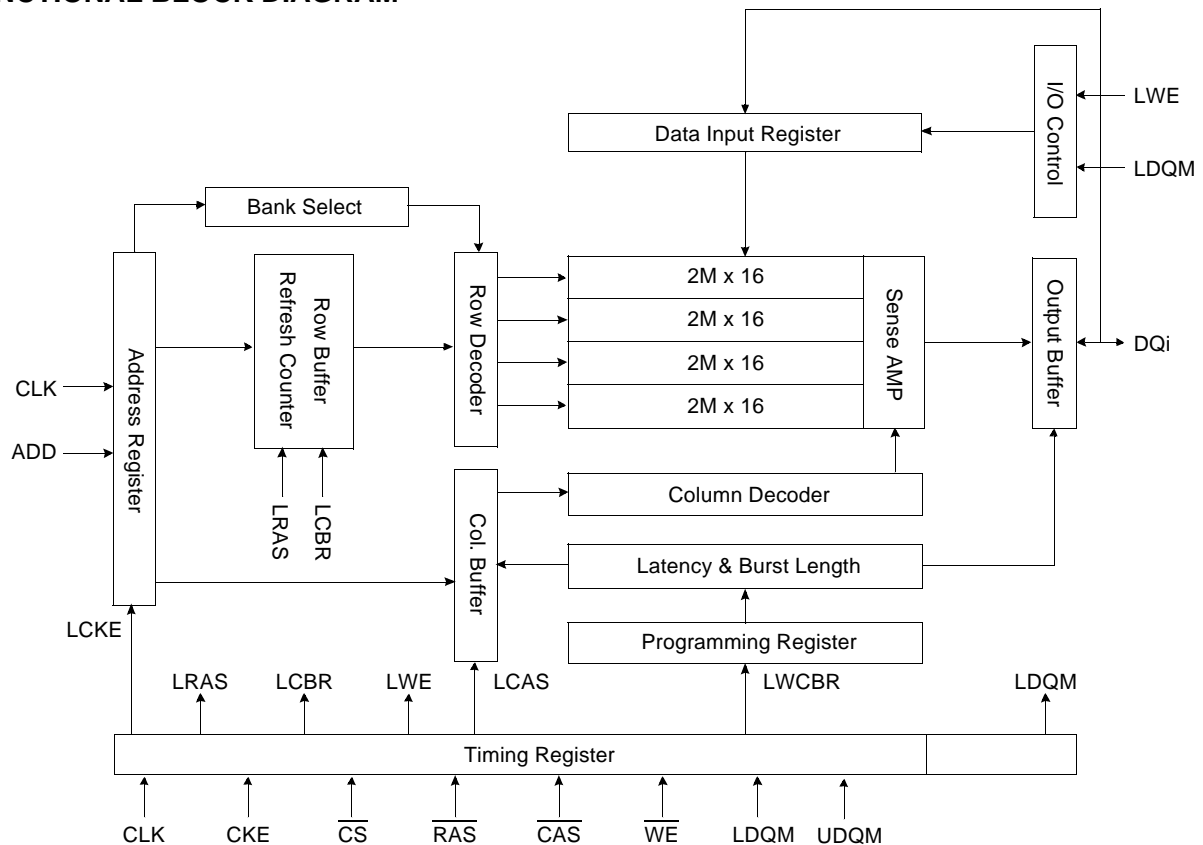 NCTIONAL BLOCK DIAGRAM
I/O Control
LWE
LDQM
Data Input Register
Bank Select
Address Register
CLK
ADD
Refresh Counter
Row Buffer
LRAS
LCBR
Row Decoder
2M x 16
2M x 16
2M x 16
2M x 16
Sense AMP
Output Buffer
DQi
Col. Buffer
Column Decoder
Latency & Burst Length
Programming Register
LCKE
LRAS
LCBR
LWE
LCAS
LWCBR
LDQM
Timing Register
CLK
CKE
CS
RAS
CAS
WE
LDQM
UDQM